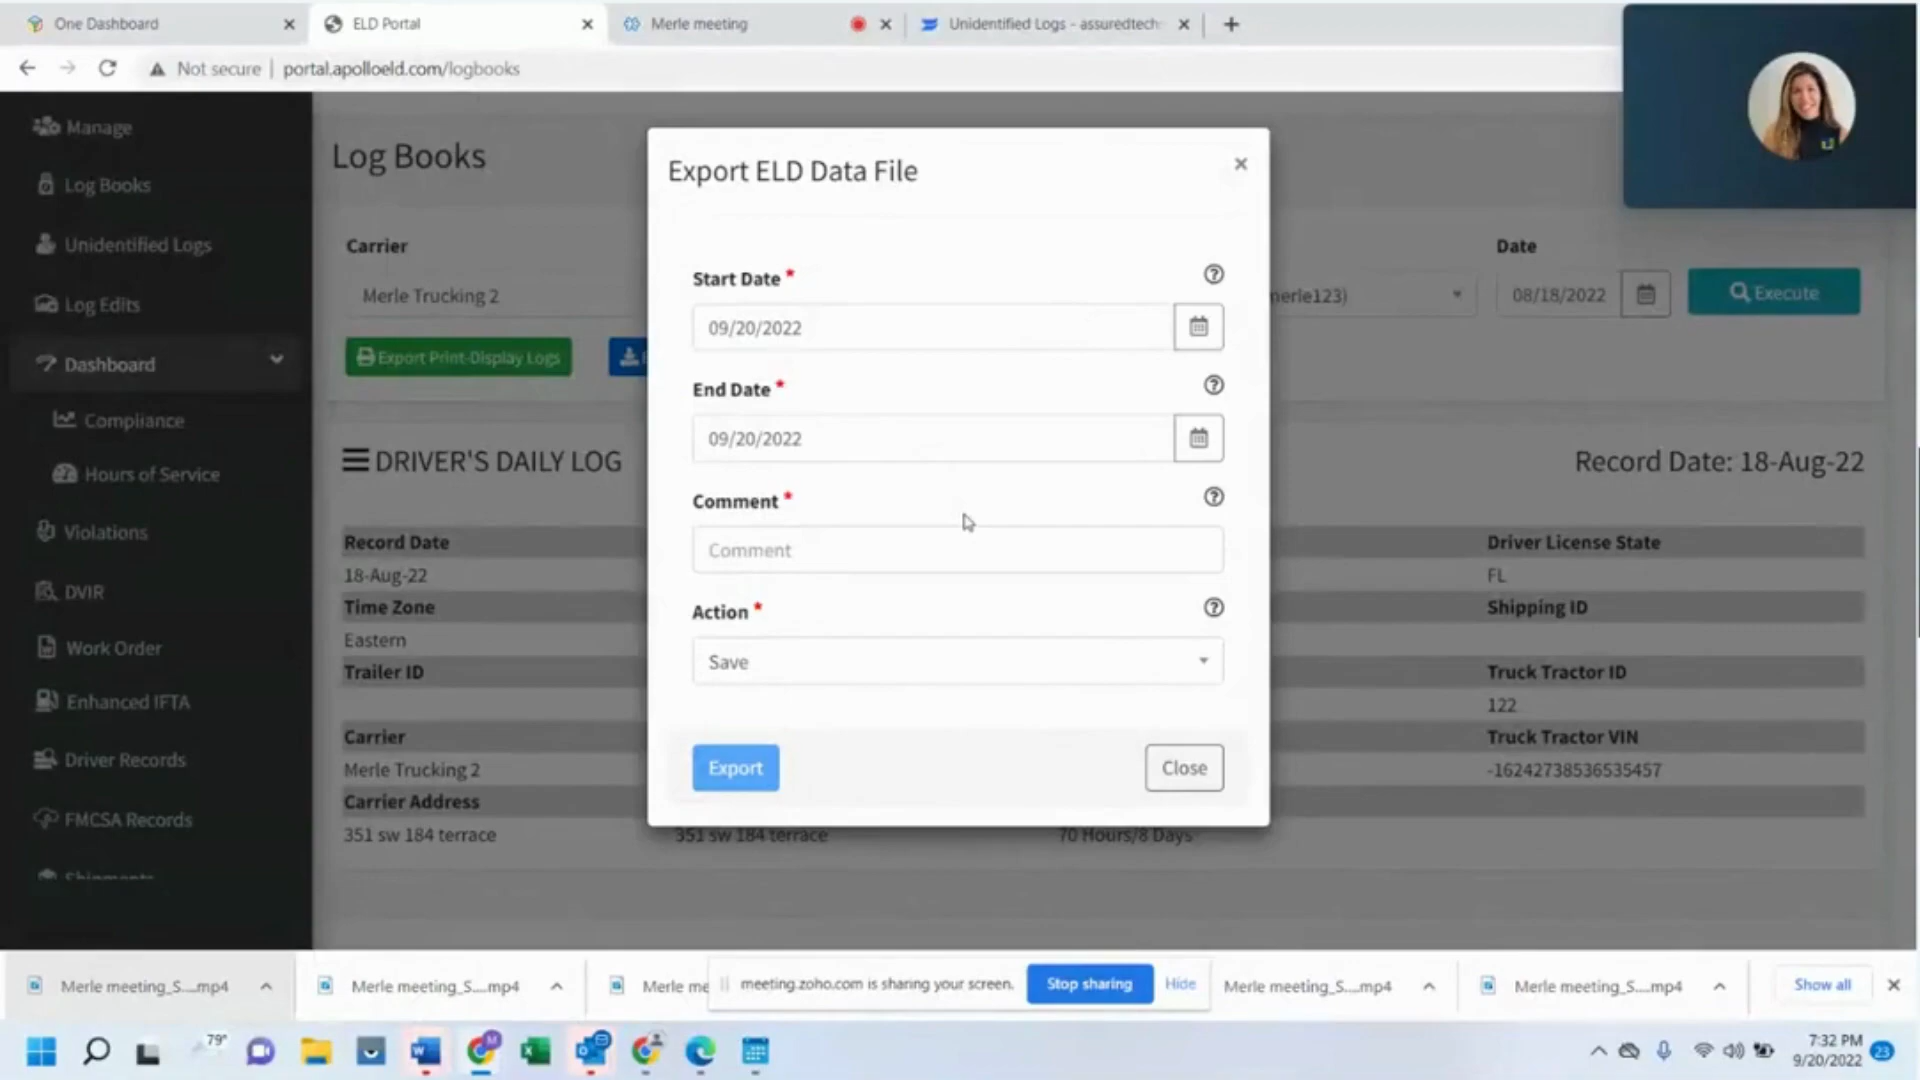 One Dashboard
ELD Portal
Merle meeting
Unidentified Logs - assuredtech
Not secure | portal.apolloeld.com/logbooks
Manage
Log Books
Unidentified Logs
Log Edits
Dashboard
Compliance
Hours of Service
Violations
DVIR
Work Order
Enhanced IFTA
Driver Records
FMCSA Records
Shipments
Log Books
Carrier
Merle Trucking 2
merle123)
Date
08/18/2022
Execute
Export Print-Display Logs
DRIVER'S DAILY LOG
Record Date: 18-Aug-22
Record Date
18-Aug-22
Time Zone
Eastern
Trailer ID
Carrier
Merle Trucking 2
Carrier Address
351 sw 184 terrace
351 sw 184 terrace
70 Hours/8 Days
Driver License State
FL
Shipping ID
Truck Tractor ID
122
Truck Tractor VIN
-16242738536535457
Export ELD Data File
×
Start Date *
09/20/2022
End Date *
09/20/2022
Comment *
Comment
Action *
Save
Export
Close
Merle meeting_S....mp4
Merle meeting_S....mp4
Merle me
meeting.zoho.com is sharing your screen.
Stop sharing
Hide
Merle meeting_S....mp4
Merle meeting_S....mp4
Show all
79°
7:32 PM
9/20/2022
23